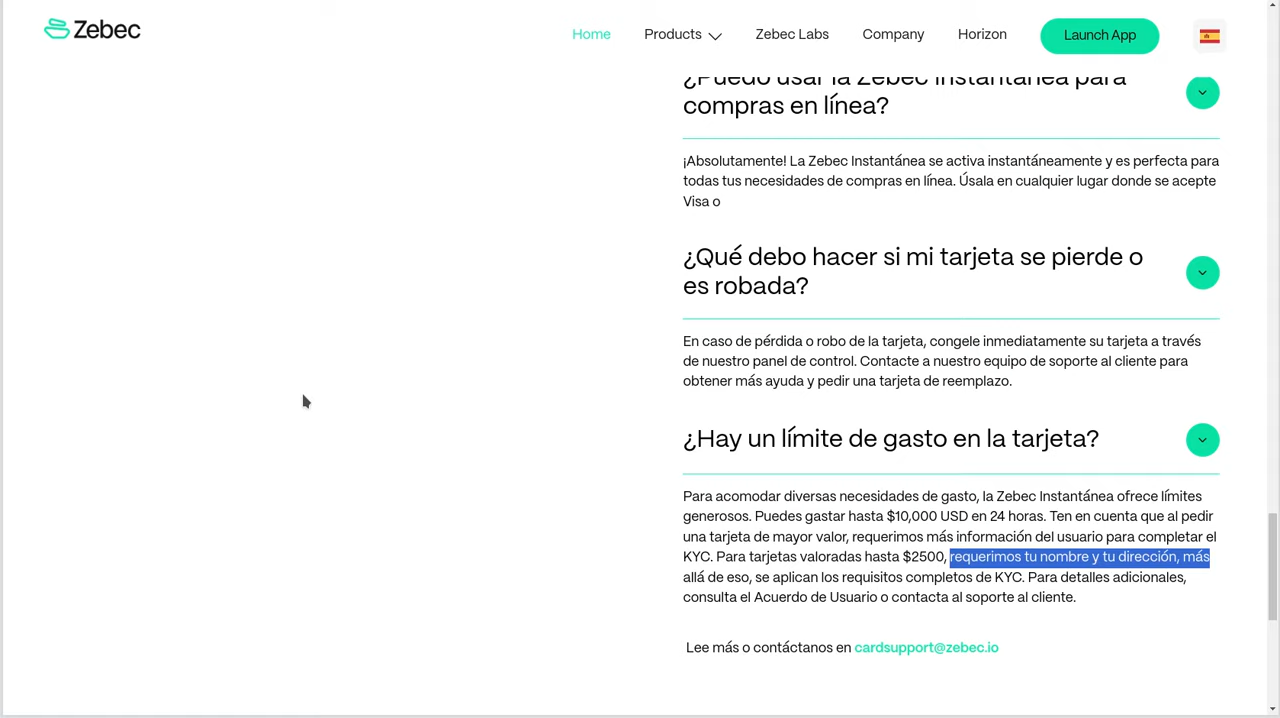 Zebec
Home
Products
Zebec Labs
Company
Horizon
Launch App
¿Puedo usar la Zebec Instantánea para
compras en línea?
¡Absolutamente! La Zebec Instantánea se activa instantáneamente y es perfecta para
todas tus necesidades de compras en línea. Úsala en cualquier lugar donde se acepte
Visa o
¿Qué debo hacer si mi tarjeta se pierde o
es robada?
En caso de pérdida o robo de la tarjeta, congele inmediatamente su tarjeta a través
de nuestro panel de control. Contacte a nuestro equipo de soporte al cliente para
obtener más ayuda y pedir una tarjeta de reemplazo.
¿Hay un límite de gasto en la tarjeta?
Para acomodar diversas necesidades de gasto, la Zebec Instantánea ofrece límites
generosos. Puedes gastar hasta $10,000 USD en 24 horas. Ten en cuenta que al pedir
una tarjeta de mayor valor, requerimos más información del usuario para completar el
KYC. Para tarjetas valoradas hasta $2500, requerimos tu nombre y tu dirección, más
allá de eso, se aplican los requisitos completos de KYC. Para detalles adicionales,
consulta el Acuerdo de Usuario o contacta al soporte al cliente.
Lee más o contáctanos en cardsupport@zebec.io